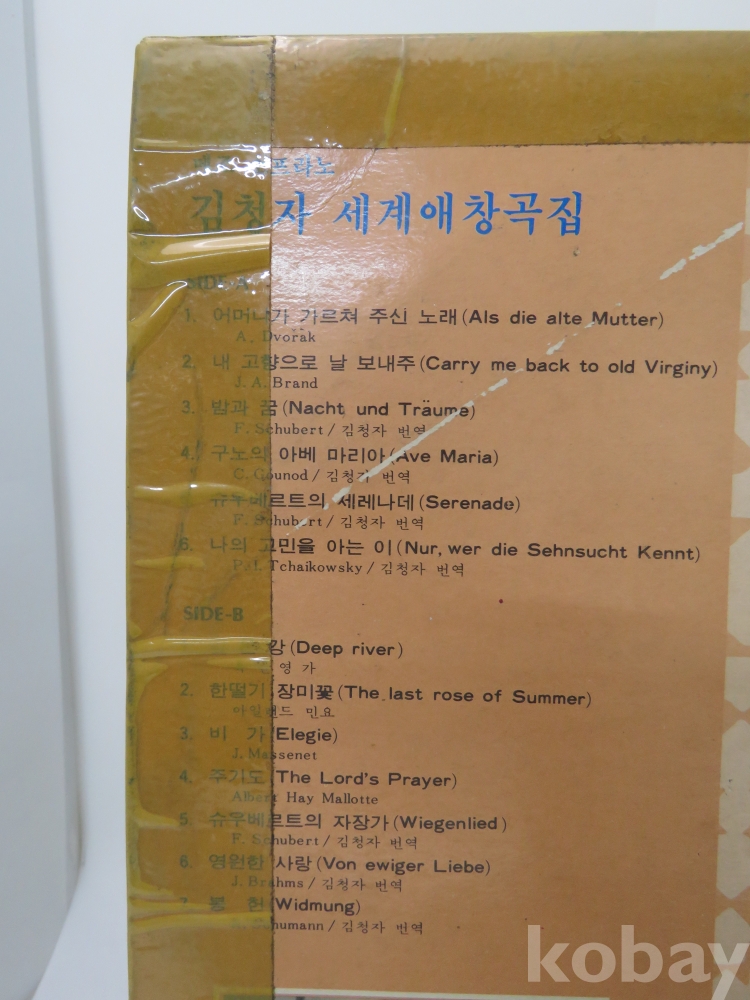 프라노
김청자 세계애창곡집
SIDE-A
1. 어머니가 가르쳐 주신 노래(Als die alte Mutter)
A. Dvorak
2. 내 고향으로 날 보내주(Carry me back to old Virginy)
J.A. Brand
3. 밤과 꿈(Nacht und Träume)
F. Schubert/김청자 번역
4. 구노의 아베 마리아(Ave Maria)
C. Gounod/김청자 번역
슈우베르트의 세레나데(Serenade)
F. Schubert/김청자 번역
6. 나의 고민을 아는 이(Nur, wer die Sehnsucht Kennt)
P.I. Tchaikowsky/김청자 번역
SIDE-B
강(Deep river)
영가
2. 한떨기 장미꽃(The last rose of Summer)
아일랜드 민요
3. 비 가(Elegie)
J. Massenet
4. 주기도(The Lord's Prayer)
Albert Hay Mallotte
5. 슈우베르트의 자장가(Wiegenlied)
F. Schubert/김청자 번역
6. 영원한 사랑(Von ewiger Liebe)
J. Brahms/김청자 번역
7. 봉 헌(Widmung)
Schumann/김청자 번역
kobay